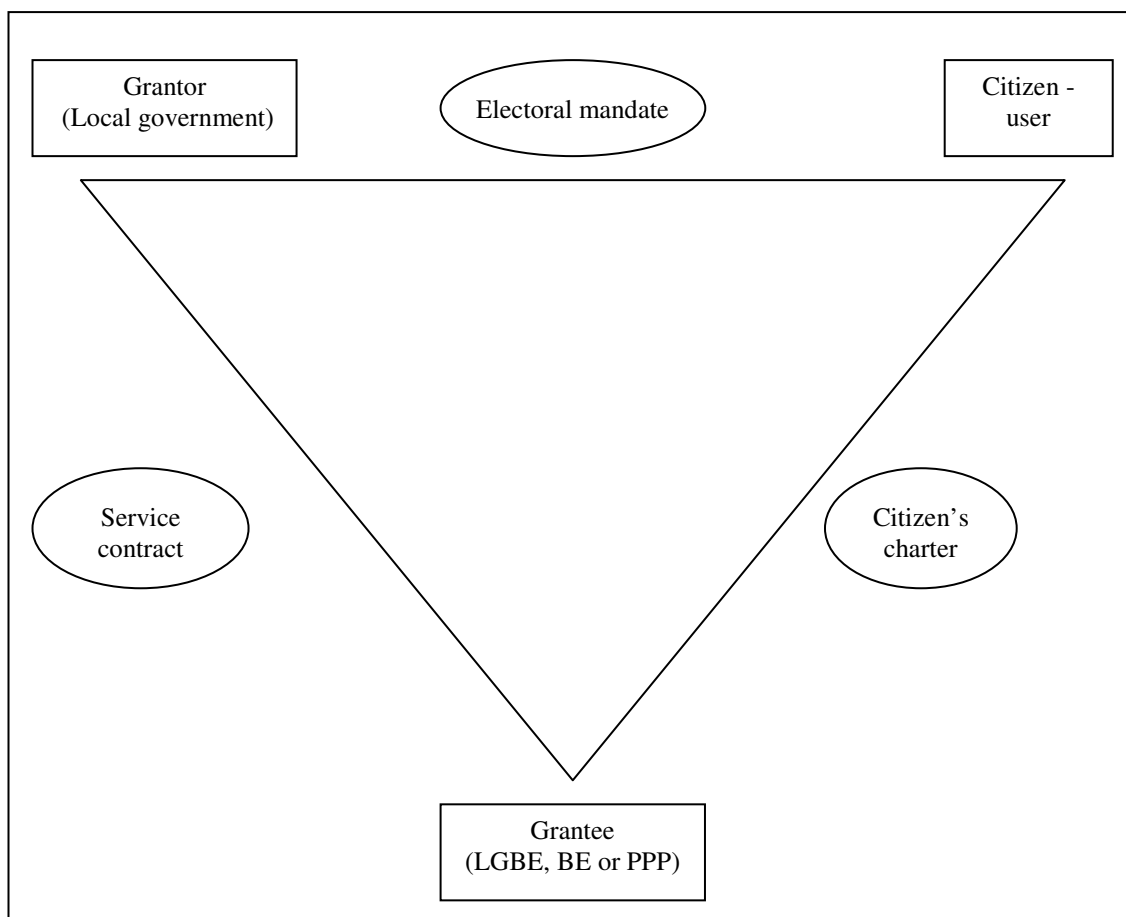 Grantor
(Local government)
Electoral mandate
Citizen -
user
Service
contract
Citizen’s
charter
Grantee
(LGBE, BE or PPP)